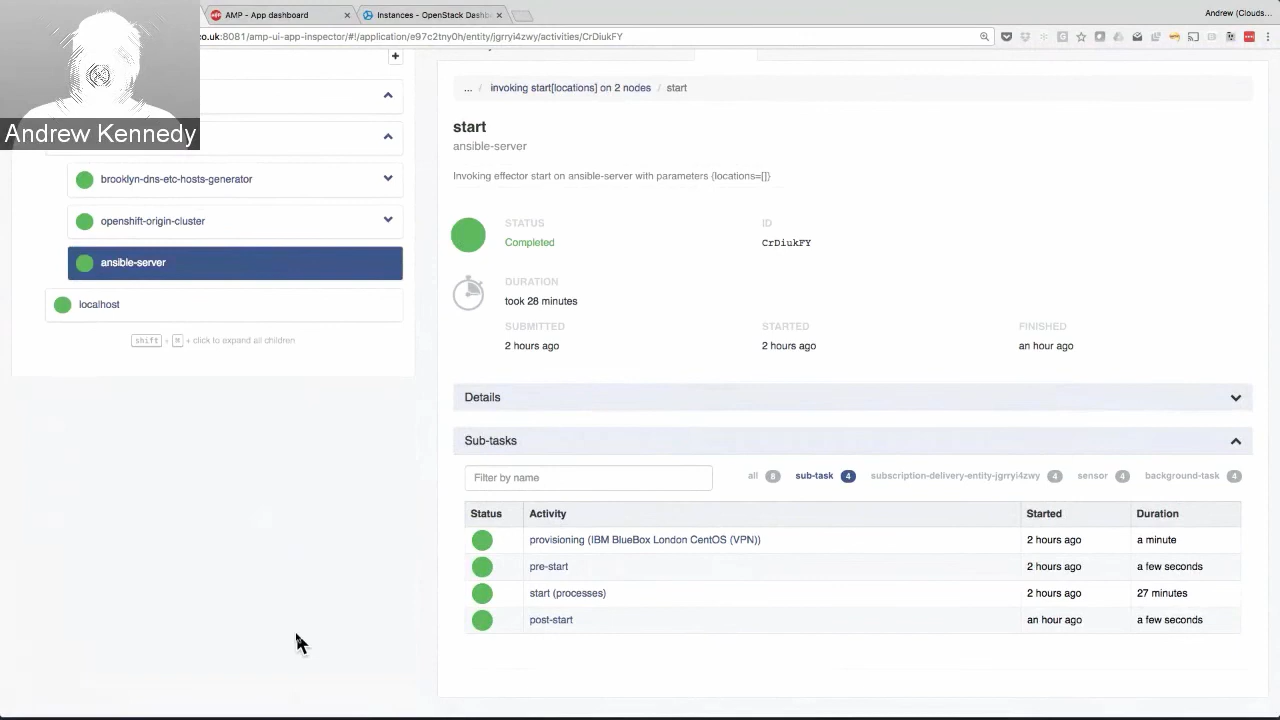 AMP - App dashboard
Instances - OpenStack Dashb
Andrew (Clouds...
co.uk:8081/amp-ui-app-inspector/#!/application/e97c2tny0h/entity/jgrryi4zwy/activities/CrDiukFY
Andrew Kennedy
... / invoking start[locations] on 2 nodes / start
start
ansible-server
Invoking effector start on ansible-server with parameters {locations=[]}
brooklyn-dns-etc-hosts-generator
openshift-origin-cluster
ansible-server
localhost
shift + M + click to expand all children
STATUS
Completed
ID
CrDiukFY
DURATION
took 28 minutes
SUBMITTED
2 hours ago
STARTED
2 hours ago
FINISHED
an hour ago
Details
Sub-tasks
Filter by name
all 8 sub-task 4 subscription-delivery-entity-jgrryi4zwy 4 sensor 4 background-task 4
Status Activity Started Duration
provisioning (IBM BlueBox London CentOS (VPN)) 2 hours ago a minute
pre-start 2 hours ago a few seconds
start (processes) 2 hours ago 27 minutes
post-start an hour ago a few seconds